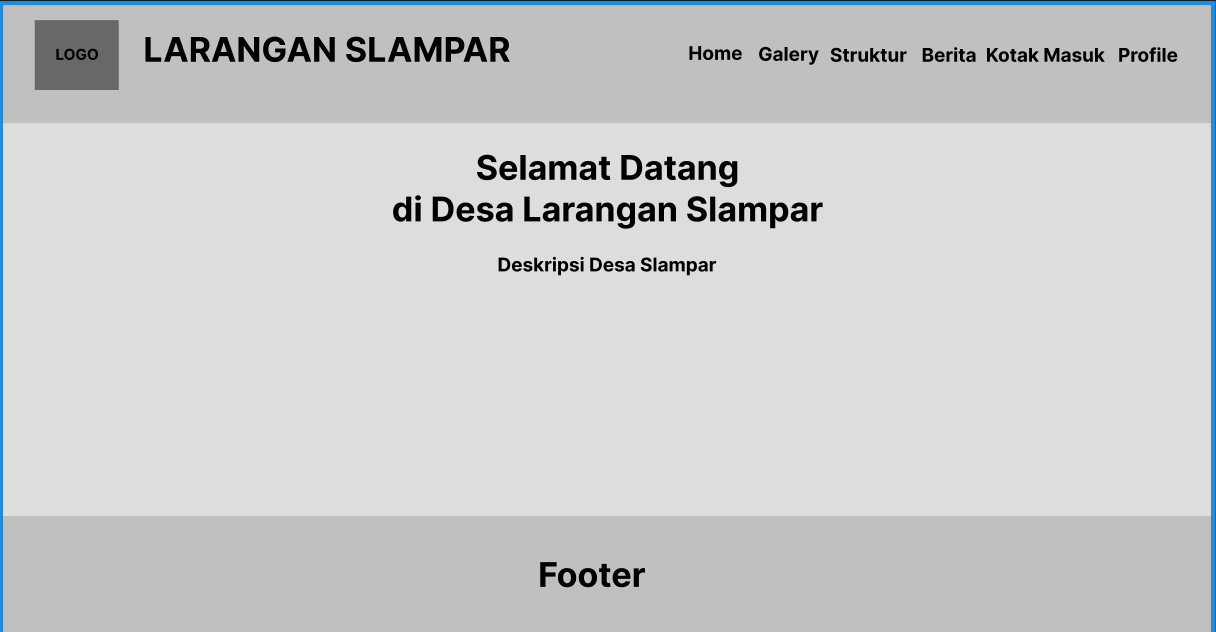 LOGO
LARANGAN SLAMPAR
Home Galery Struktur Berita Kotak Masuk Profile
Selamat Datang
di Desa Larangan Slampar
Deskripsi Desa Slampar
Footer